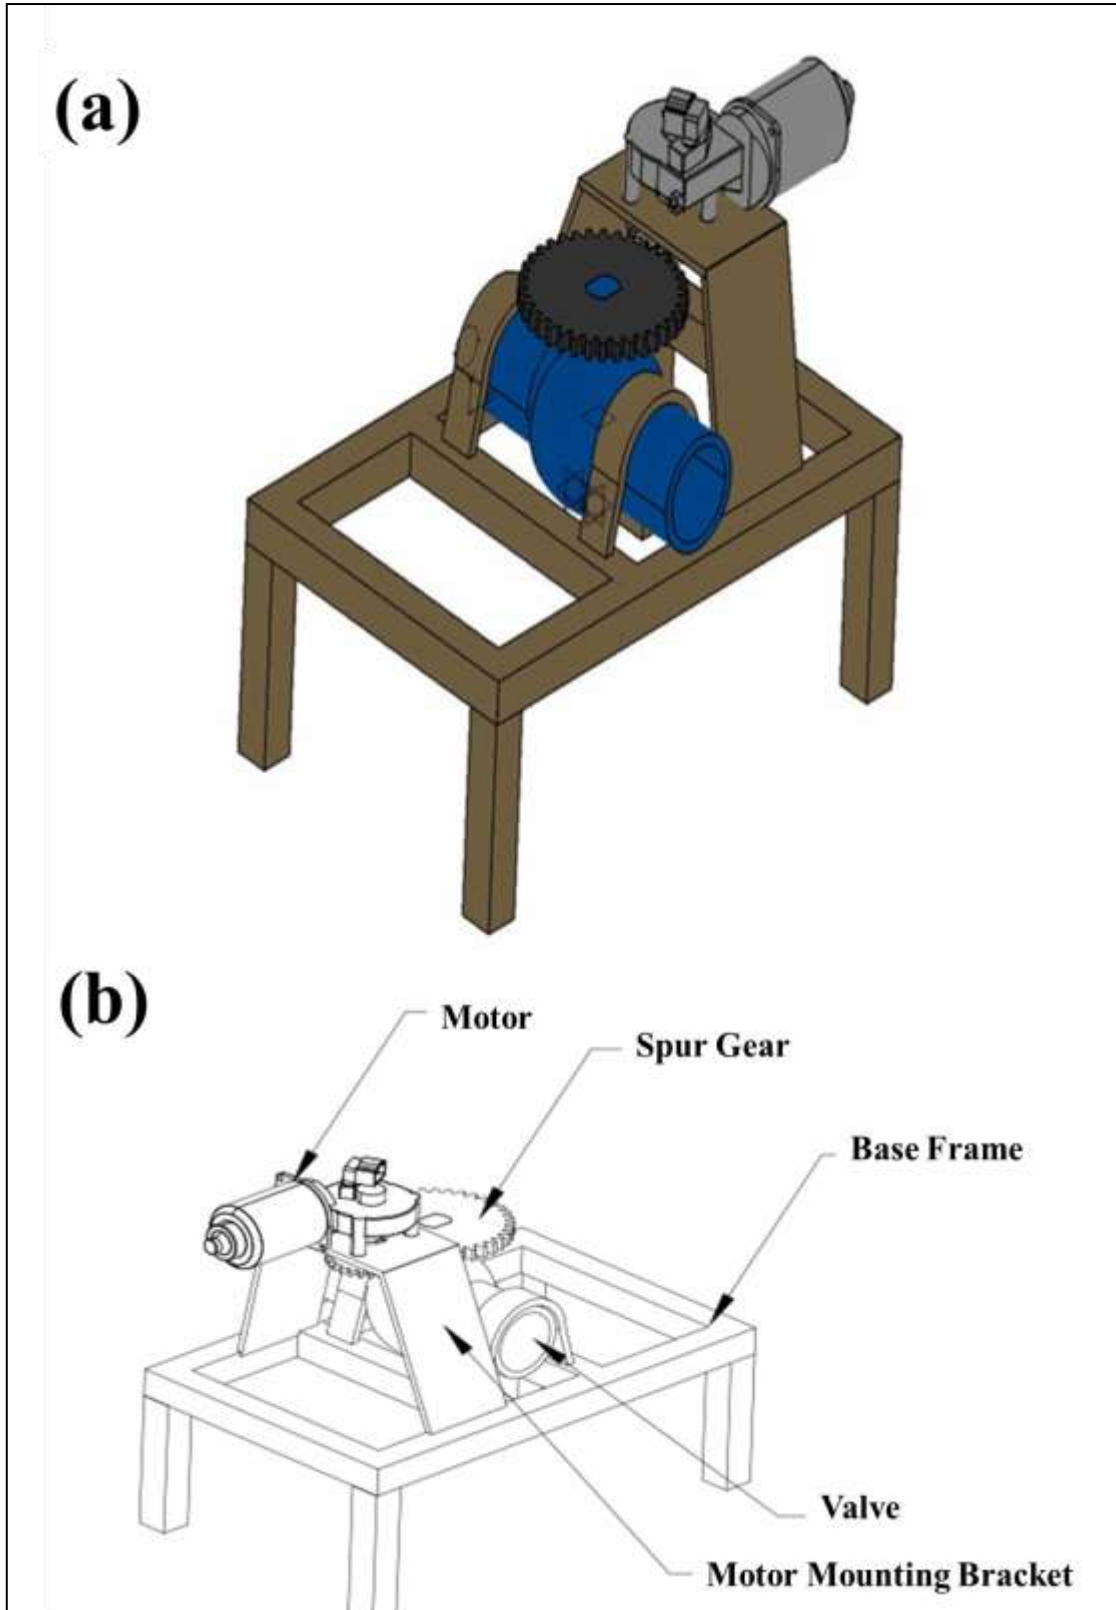 (a)
(b)
Motor
Spur Gear
Base Frame
Valve
Motor Mounting Bracket